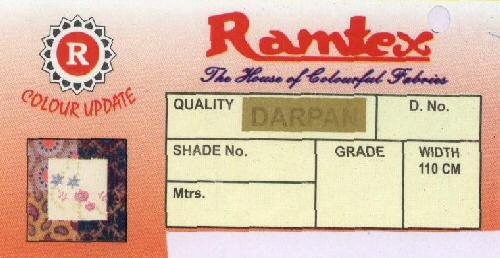 R
COLOUR UPDATE
Ramtex
The House of Colourful Fabrics
QUALITY DARPAN D. No.
SHADE No. GRADE WIDTH
110 CM
Mtrs.